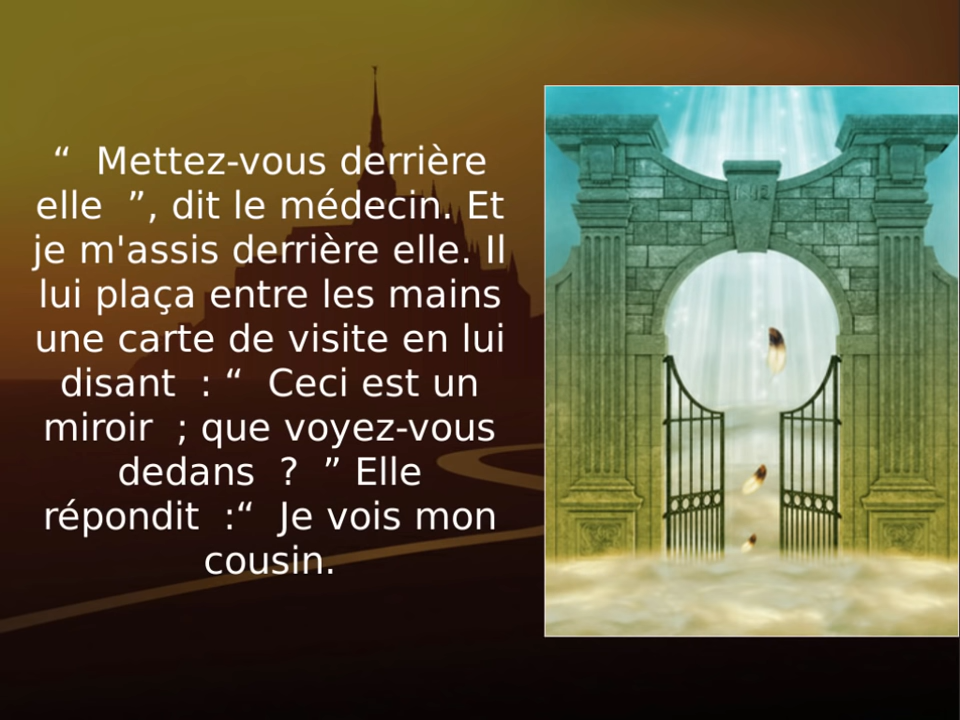 “  Mettez-vous derrière
elle  ”, dit le médecin. Et
je m'assis derrière elle. Il
lui plaça entre les mains
une carte de visite en lui
disant  : “  Ceci est un
miroir  ; que voyez-vous
dedans  ?  ” Elle
répondit  :“  Je vois mon
cousin.